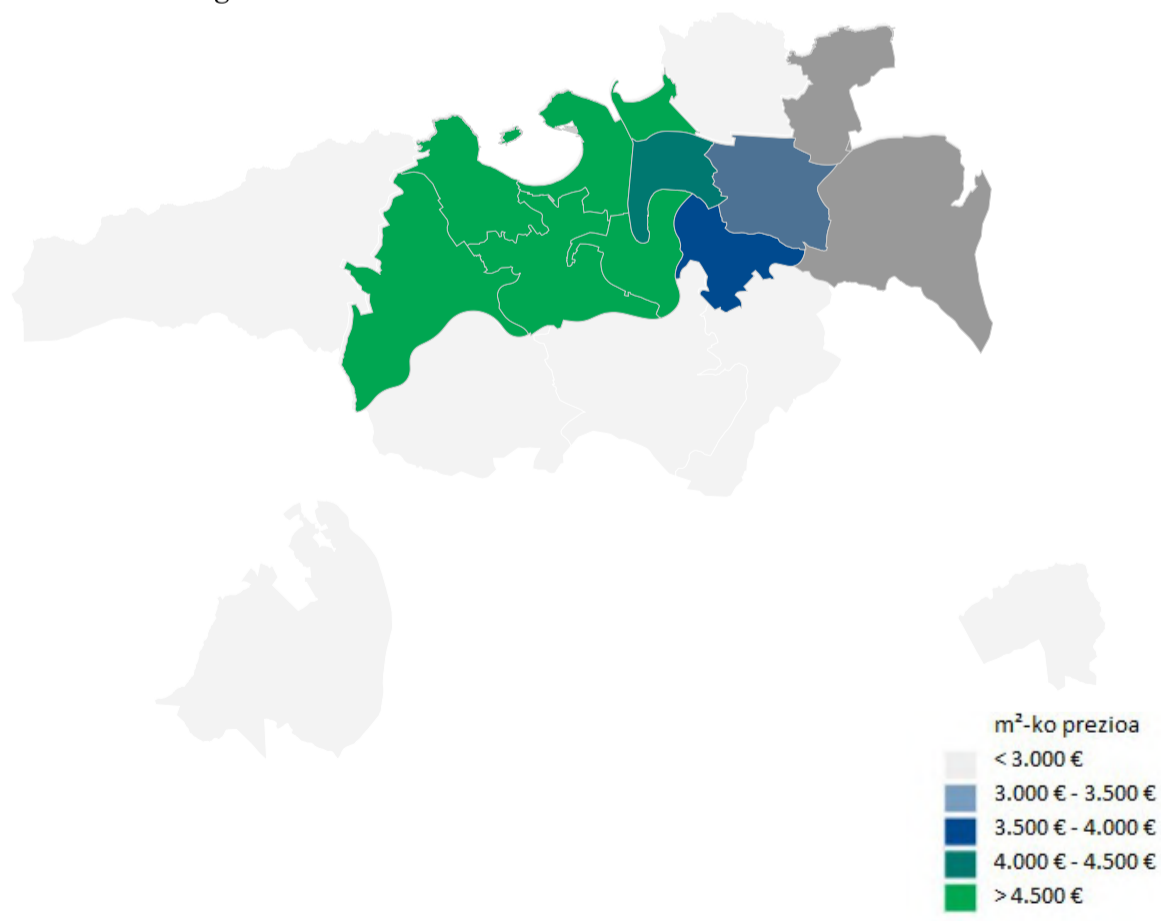 m²-ko prezioa
< 3.000 €
3.000 € - 3.500 €
3.500 € - 4.000 €
4.000 € - 4.500 €
> 4.500 €